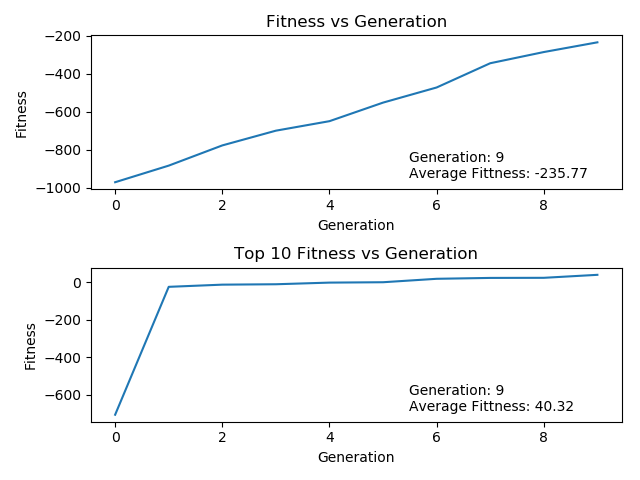 Fitness vs Generation
−200
−400
−600
−800
−1000
Fitness
Generation: 9
Average Fittness: -235.77
0 2 4 6 8
Generation
Top 10 Fitness vs Generation
0
−200
−400
−600
Fitness
Generation: 9
Average Fittness: 40.32
0 2 4 6 8
Generation